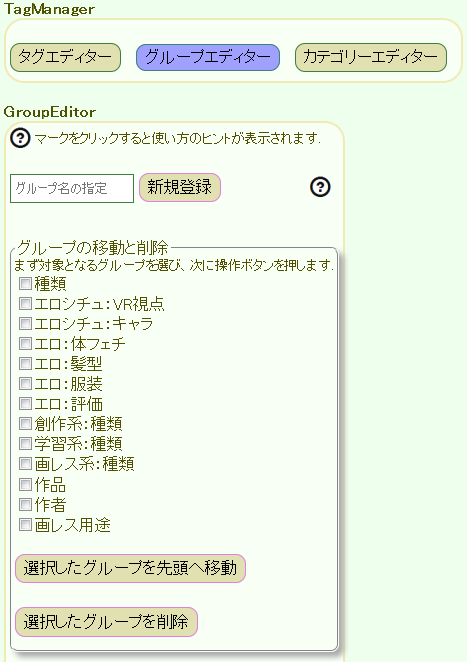 TagManager
タグエディター グループエディター カテゴリーエディター
GroupEditor
? マークをクリックすると使い方のヒントが表示されます.
グループ名の指定 新規登録 ?
グループの移動と削除
まず対象となるグループを選び、次に操作ボタンを押します.
種類
エロシチュ:VR視点
エロシチュ:キャラ
エロ:体フェチ
エロ:髪型
エロ:服装
エロ:評価
創作系:種類
学習系:種類
画レス系:種類
作品
作者
画レス用途
選択したグループを先頭へ移動
選択したグループを削除